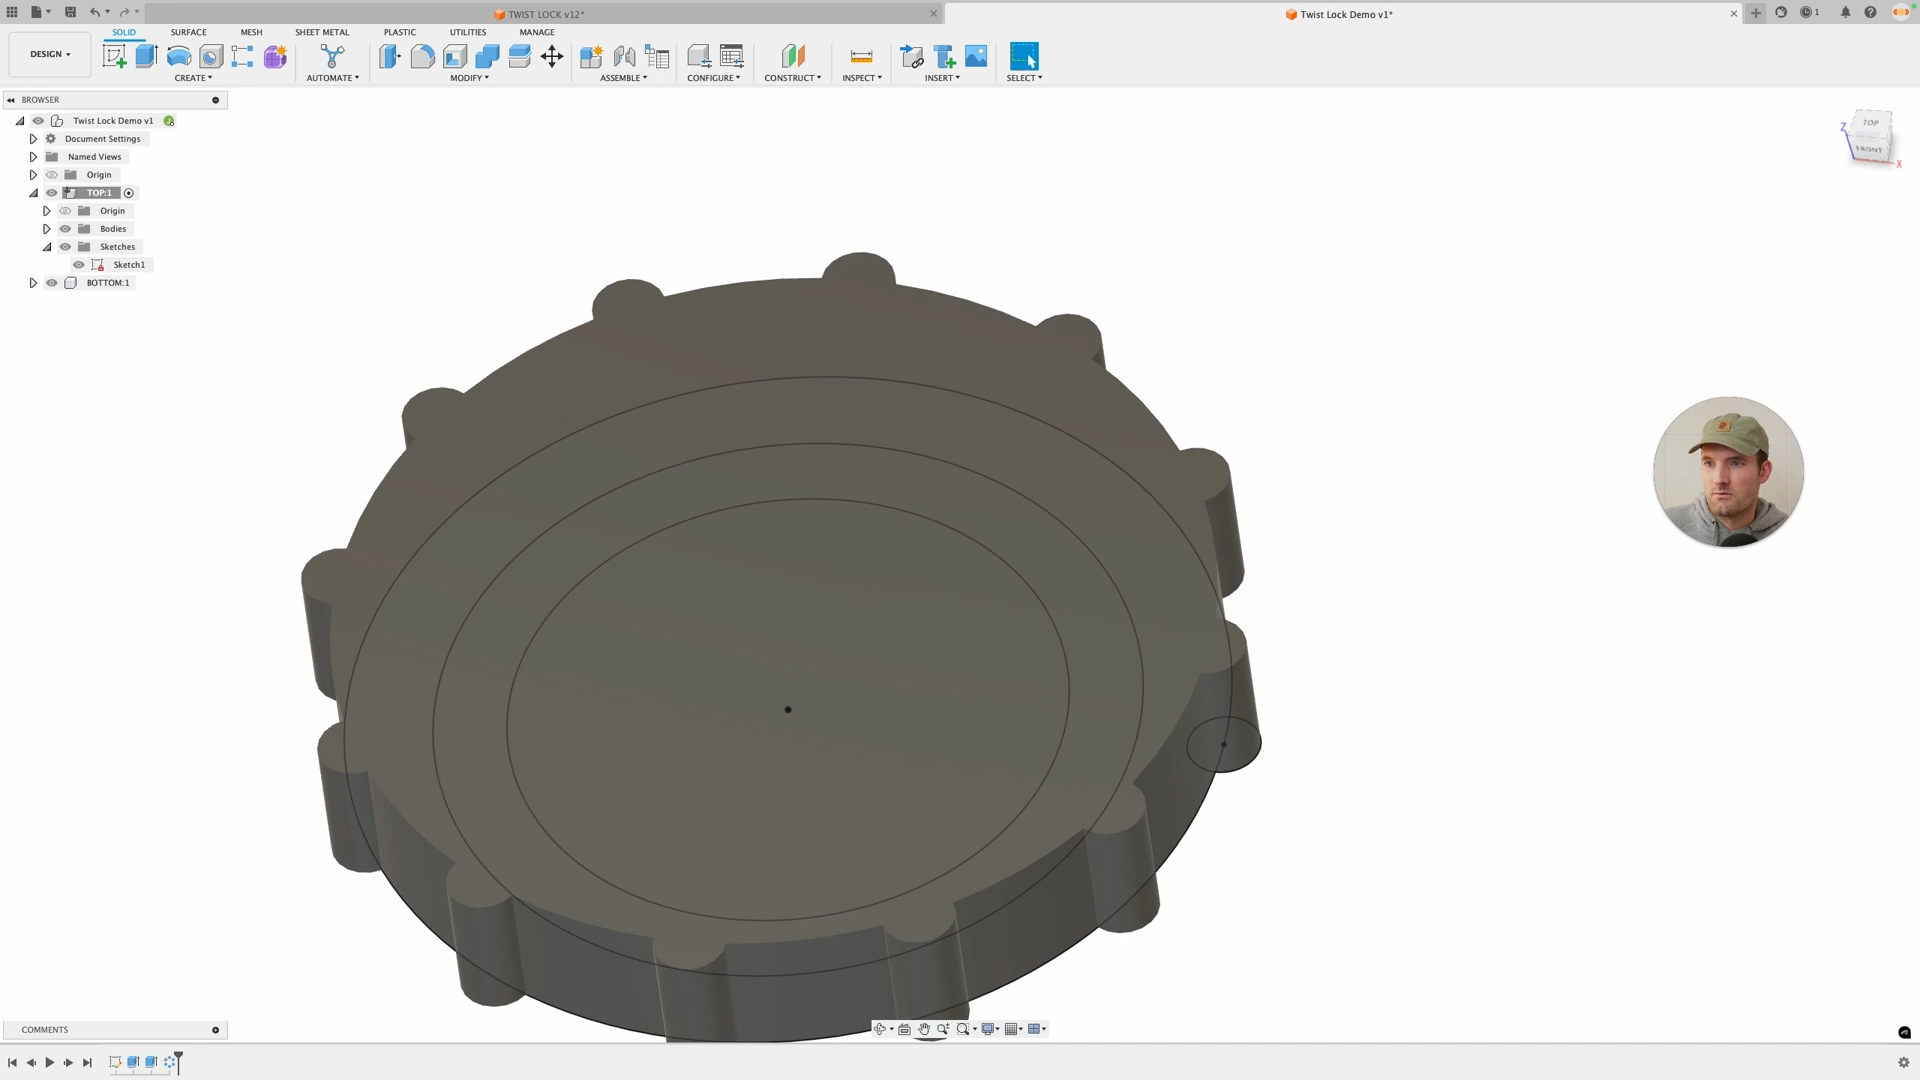 TWIST LOCK v12*
Twist Lock Demo v1*
1
DESIGN
SOLID
SURFACE
MESH
SHEET METAL
PLASTIC
UTILITIES
MANAGE
CREATE
AUTOMATE
MODIFY
ASSEMBLE
CONFIGURE
CONSTRUCT
INSPECT
INSERT
SELECT
BROWSER
Twist Lock Demo v1
Document Settings
Named Views
Origin
TOP:1
Origin
Bodies
Sketches
Sketch1
BOTTOM:1
TOP
FRONT
Z
X
COMMENTS